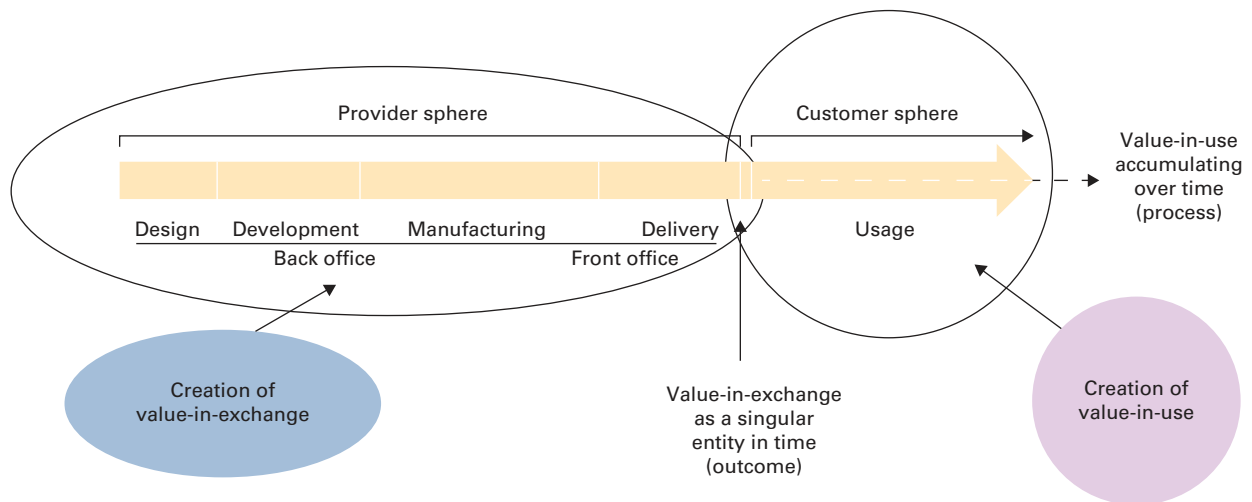 Provider sphere
Customer sphere
Value-in-use
accumulating
over time
(process)
Design
Development
Manufacturing
Delivery
Usage
Back office
Front office
Creation of
value-in-exchange
Value-in-exchange
as a singular
entity in time
(outcome)
Creation of
value-in-use